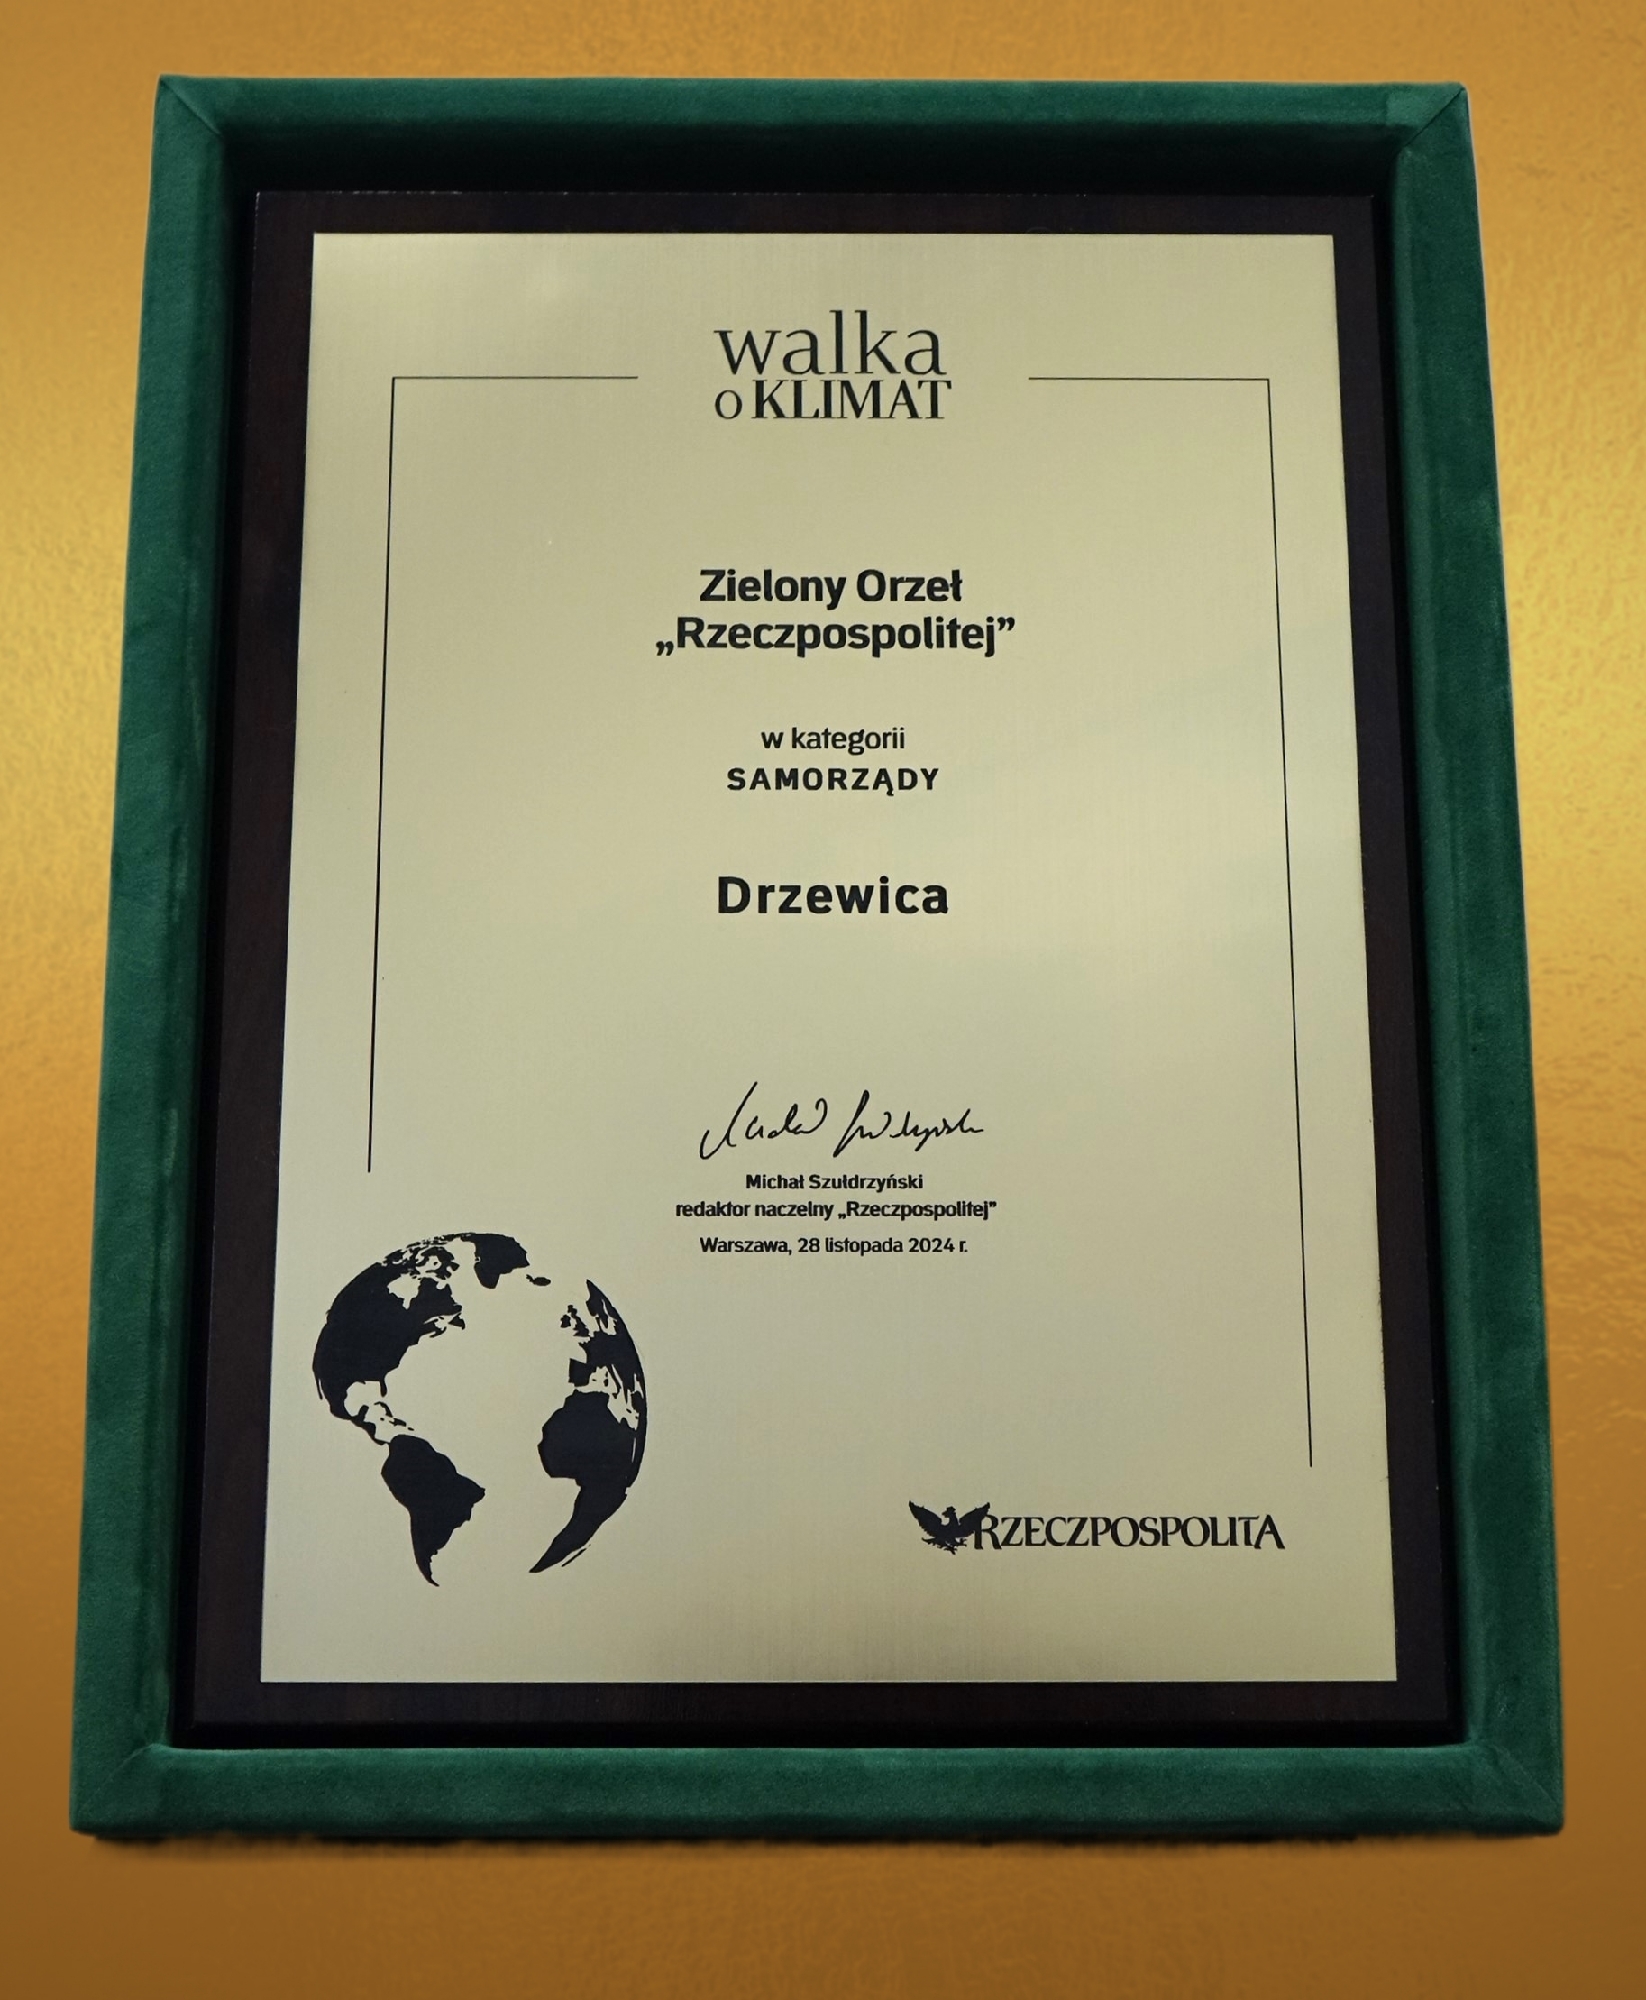 walka
o KLIMAT
Zielony Orzeł
„Rzeczpospolitej”
w kategorii
SAMORZĄDY
Drzewica
Michał Szułdrzyński
redaktor naczelny „Rzeczpospolitej”
Warszawa, 28 listopada 2024 r.
RZECZPOSPOLITA